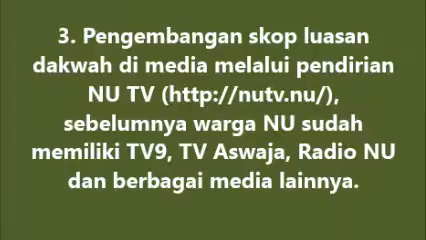 3. Pengembangan skop luasan
dakwah di media melalui pendirian
NU TV (http://nutv.nu/),
sebelumnya warga NU sudah
memiliki TV9, TV Aswaja, Radio NU
dan berbagai media lainnya.